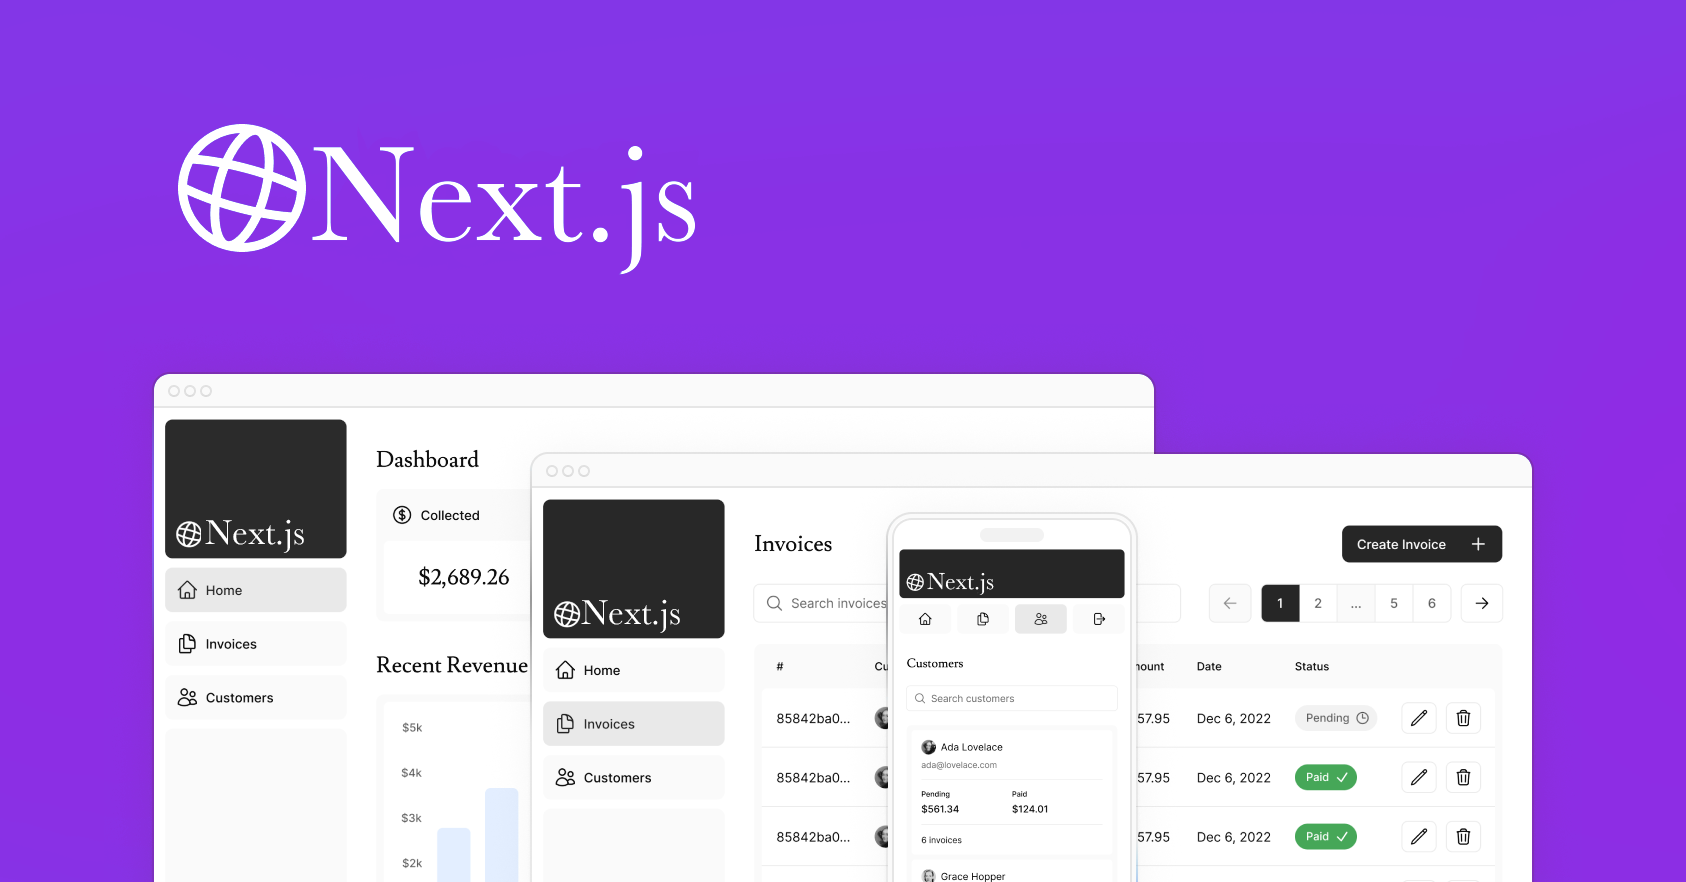 Next.js
Next.js
Home
Invoices
Customers
Dashboard
Collected
$2,689.26
Recent Revenue
$5k
$4k
$3k
$2k
Next.js
Home
Invoices
Customers
Invoices
Create Invoice
Search invoices
1 2 ... 5 6
# Date Status
85842ba0... 57.95 Dec 6, 2022 Pending
85842ba0... 57.95 Dec 6, 2022 Paid
85842ba0... 57.95 Dec 6, 2022 Paid
Next.js
Customers
Search customers
Ada Lovelace
ada@lovelace.com
Pending Paid
$561.34 $124.01
6 invoices
Grace Hopper